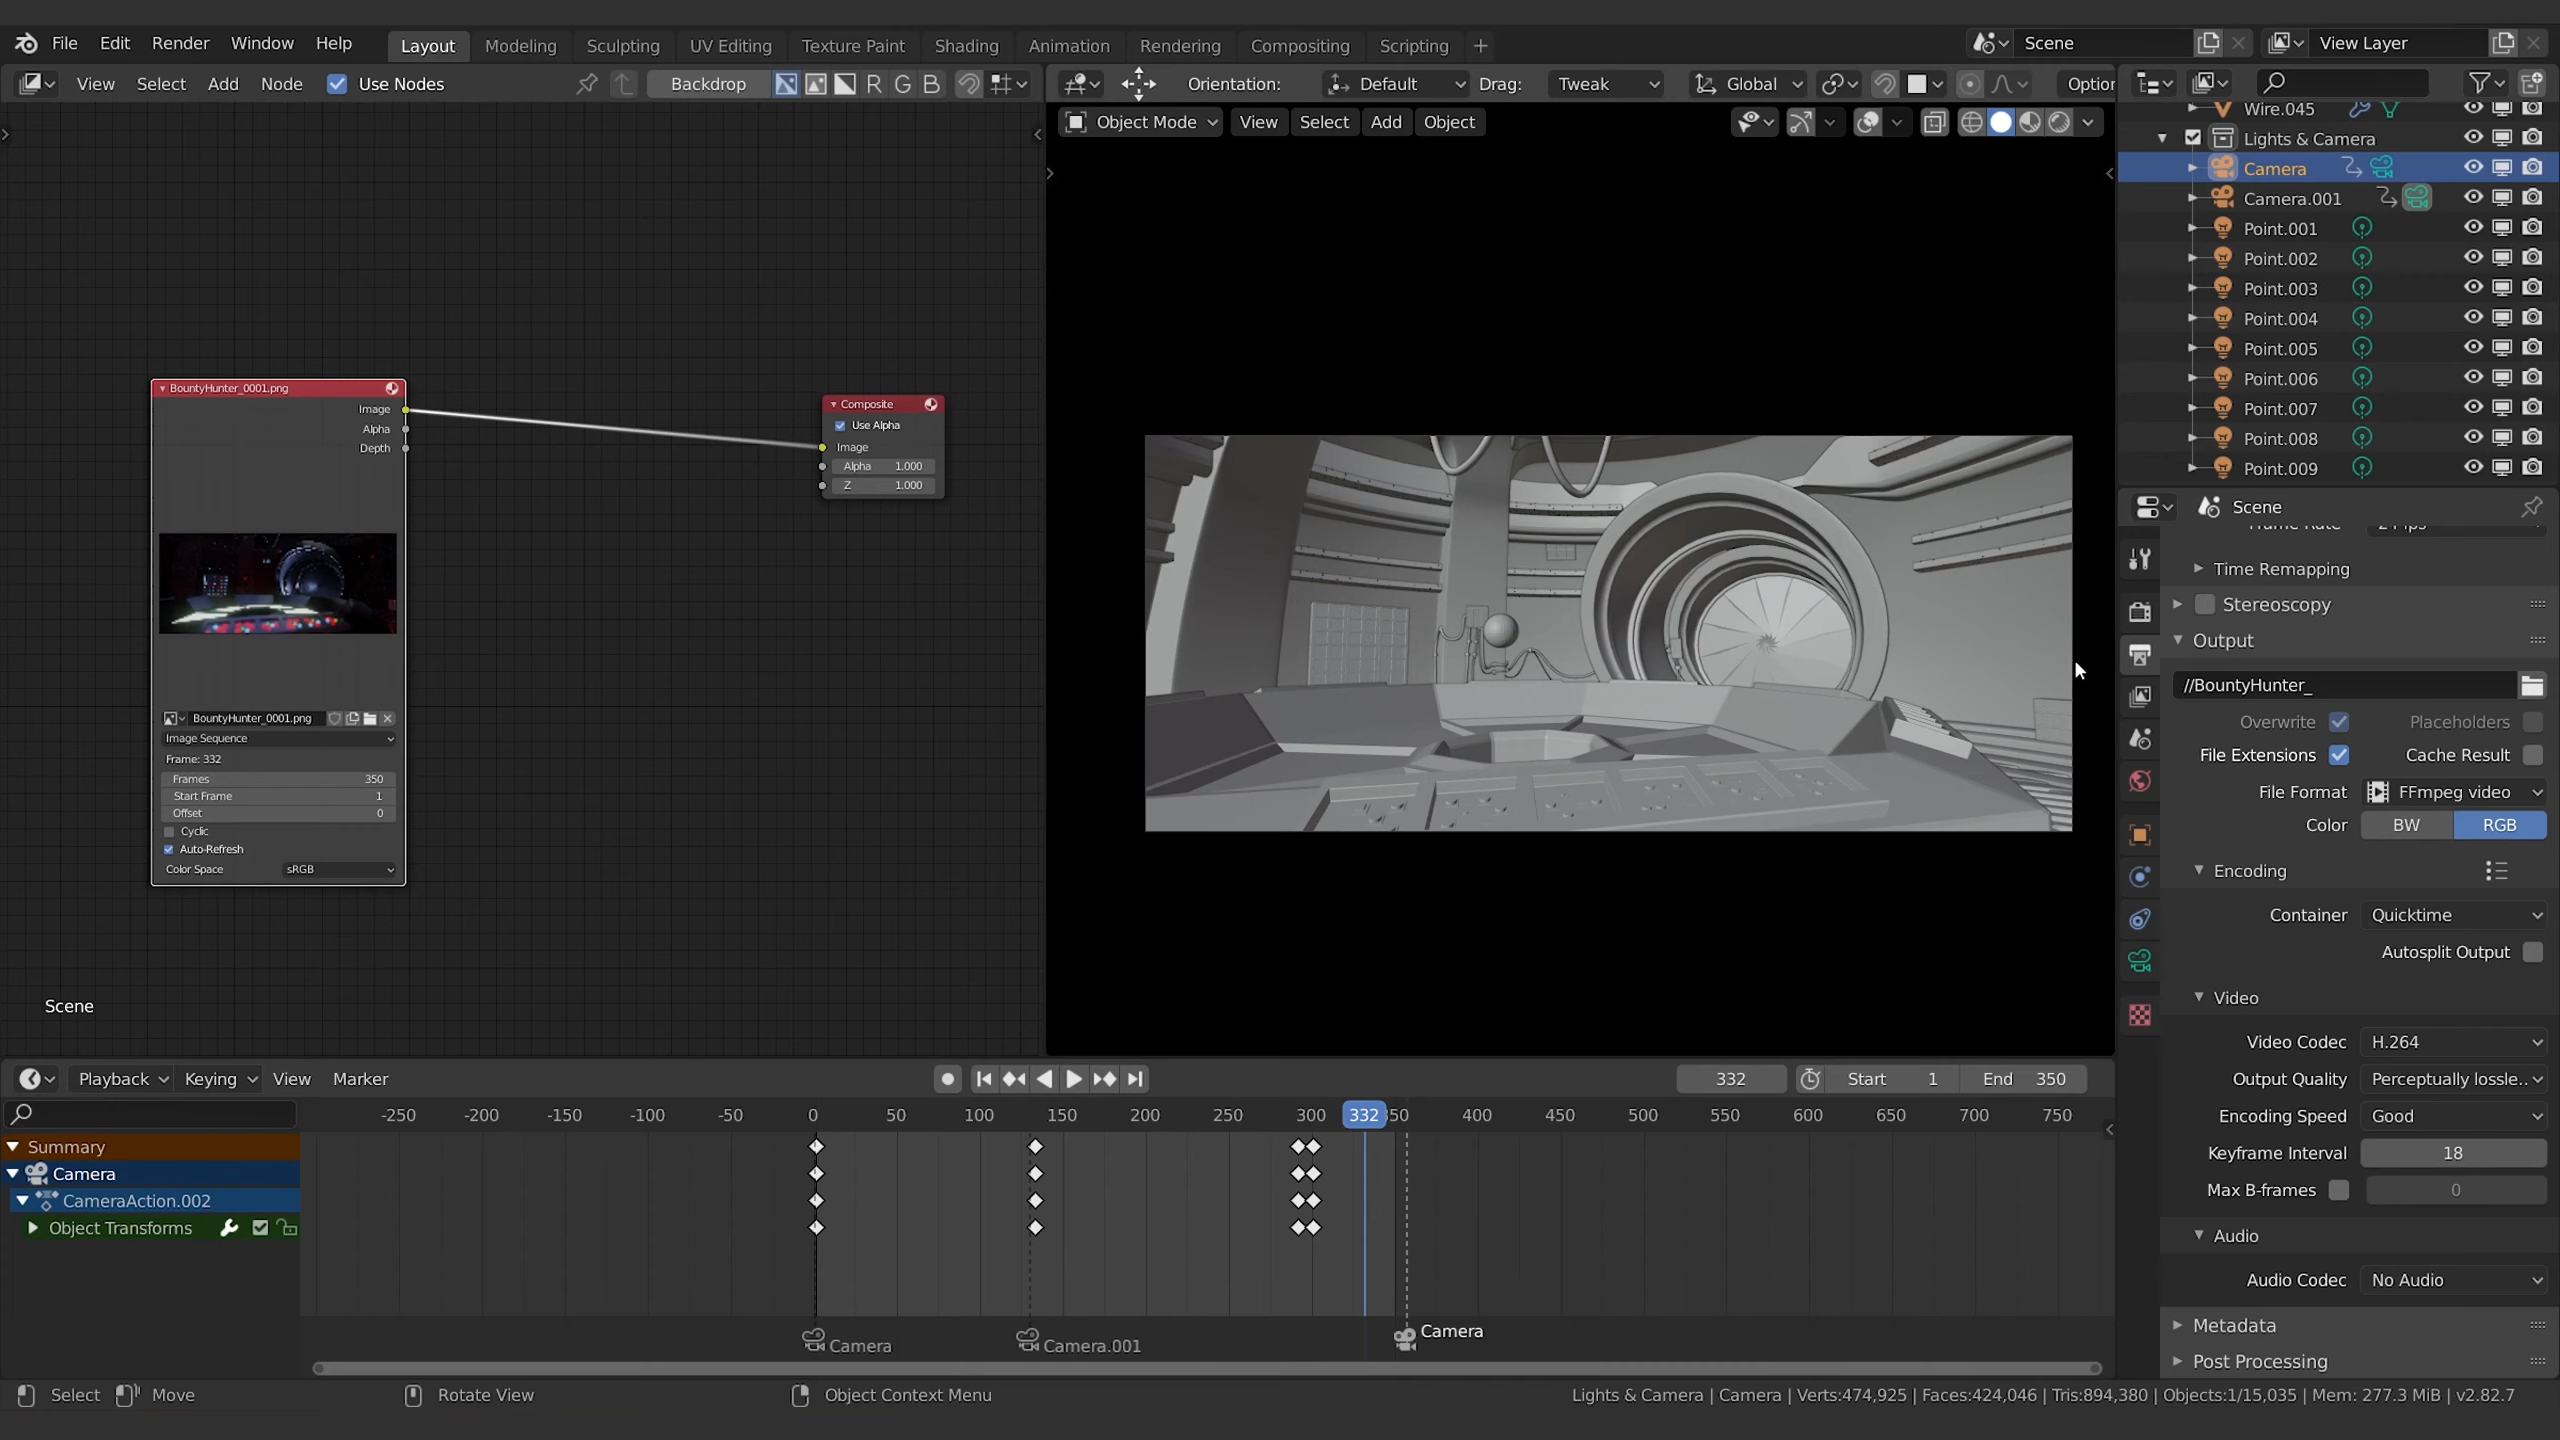 File Edit Render Window Help Layout Modeling Sculpting UV Editing Texture Paint Shading Animation Rendering Compositing Scripting + Scene View Layer
View Select Add Node Use Nodes Backdrop R G B Orientation: Default Drag: Tweak Global Option
Object Mode View Select Add Object
Wire.045
Lights & Camera
Camera
Camera.001
Point.001
Point.002
Point.003
Point.004
Point.005
Point.006
Point.007
Point.008
Point.009
BountyHunter_0001.png
Image
Alpha
Depth
BountyHunter_0001.png
Image Sequence
Frame: 332
Frames 350
Start Frame 1
Offset 0
Cyclic
Auto-Refresh
Color Space sRGB
Composite
Use Alpha
Image
Alpha 1.000
Z 1.000
Scene
Scene
Time Remapping
Stereoscopy
Output
//BountyHunter_
Overwrite Placeholders
File Extensions Cache Result
File Format FFmpeg video
Color BW RGB
Encoding
Container Quicktime
Autosplit Output
Video
Video Codec H.264
Output Quality Perceptually lossle..
Encoding Speed Good
Keyframe Interval 18
Max B-frames 0
Audio
Audio Codec No Audio
Metadata
Post Processing
Playback Keying View Marker 332 Start 1 End 350
-250 -200 -150 -100 -50 0 50 100 150 200 250 300 332 50 400 450 500 550 600 650 700 750
Summary
Camera
CameraAction.002
Object Transforms
Camera Camera.001 Camera
Select Move Rotate View Object Context Menu Lights & Camera | Camera | Verts:474,925 | Faces:424,046 | Tris:894,380 | Objects:1/15,035 | Mem: 277.3 MiB | v2.82.7